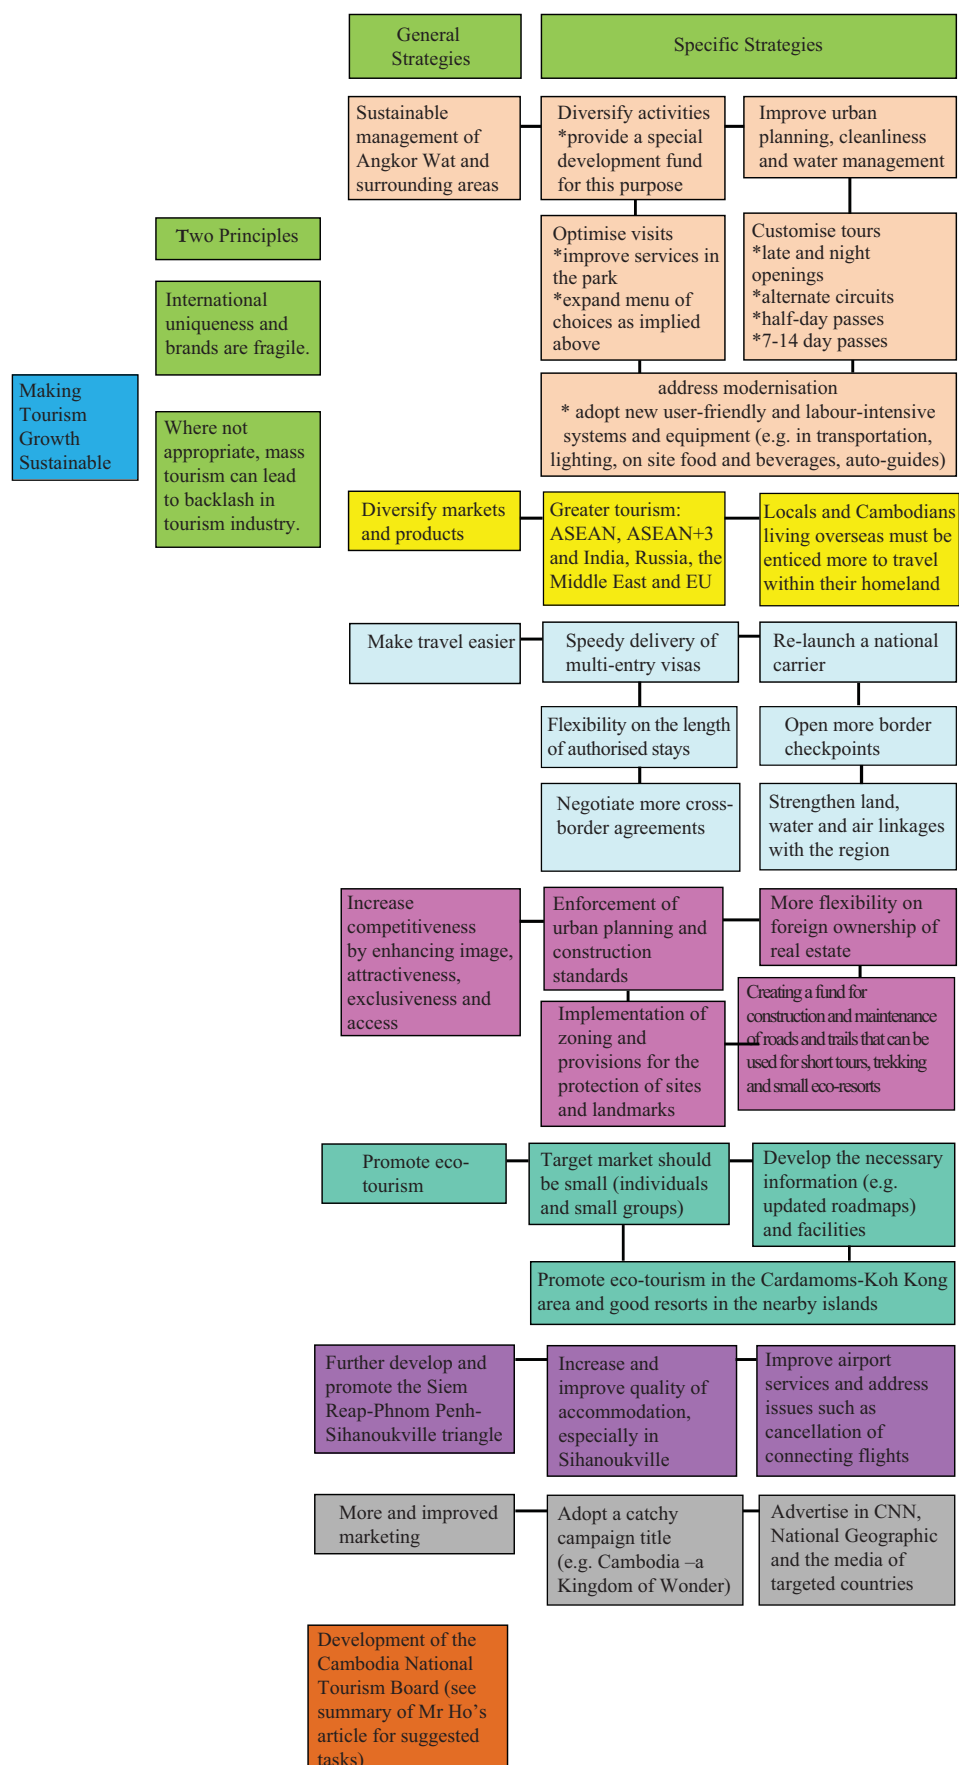 General
Strategies
Specific Strategies
Sustainable
management of
Angkor Wat and
surrounding areas
Diversify activities
*provide a special
development fund
for this purpose
Improve urban
planning, cleanliness
and water management
Two Principles
International
uniqueness and
brands are fragile.
Making
Tourism
Growth
Sustainable
Where not
appropriate, mass
tourism can lead
to backlash in
tourism industry.
Optimise visits
*improve services in
the park
*expand menu of
choices as implied
above
Customise tours
*late and night
openings
*alternate circuits
*half-day passes
*7-14 day passes
address modernisation
* adopt new user-friendly and labour-intensive
systems and equipment (e.g. in transportation,
lighting, on site food and beverages, auto-guides)
Diversify markets
and products
Greater tourism:
ASEAN, ASEAN+3
and India, Russia, the
Middle East and EU
Locals and Cambodians
living overseas must be
enticed more to travel
within their homeland
Make travel easier
Speedy delivery of
multi-entry visas
Re-launch a national
carrier
Flexibility on the length
of authorised stays
Open more border
checkpoints
Negotiate more cross-
border agreements
Strengthen land,
water and air linkages
with the region
Increase
competitiveness
by enhancing image,
attractiveness,
exclusiveness and
access
Enforcement of
urban planning and
construction
standards
More flexibility on
foreign ownership of
real estate
Implementation of
zoning and
provisions for the
protection of sites
and landmarks
Creating a fund for
construction and maintenance
of roads and trails that can be
used for short tours, trekking
and small eco-resorts
Promote eco-
tourism
Target market should
be small (individuals
and small groups)
Develop the necessary
information (e.g.
updated roadmaps)
and facilities
Promote eco-tourism in the Cardamoms-Koh Kong
area and good resorts in the nearby islands
Further develop and
promote the Siem
Reap-Phnom Penh-
Sihanoukville triangle
Increase and
improve quality of
accommodation,
especially in
Sihanoukville
Improve airport
services and address
issues such as
cancellation of
connecting flights
More and improved
marketing
Adopt a catchy
campaign title
(e.g. Cambodia –a
Kingdom of Wonder)
Advertise in CNN,
National Geographic
and the media of
targeted countries
Development of the
Cambodia National
Tourism Board (see
summary of Mr Ho's
article for suggested
tasks)